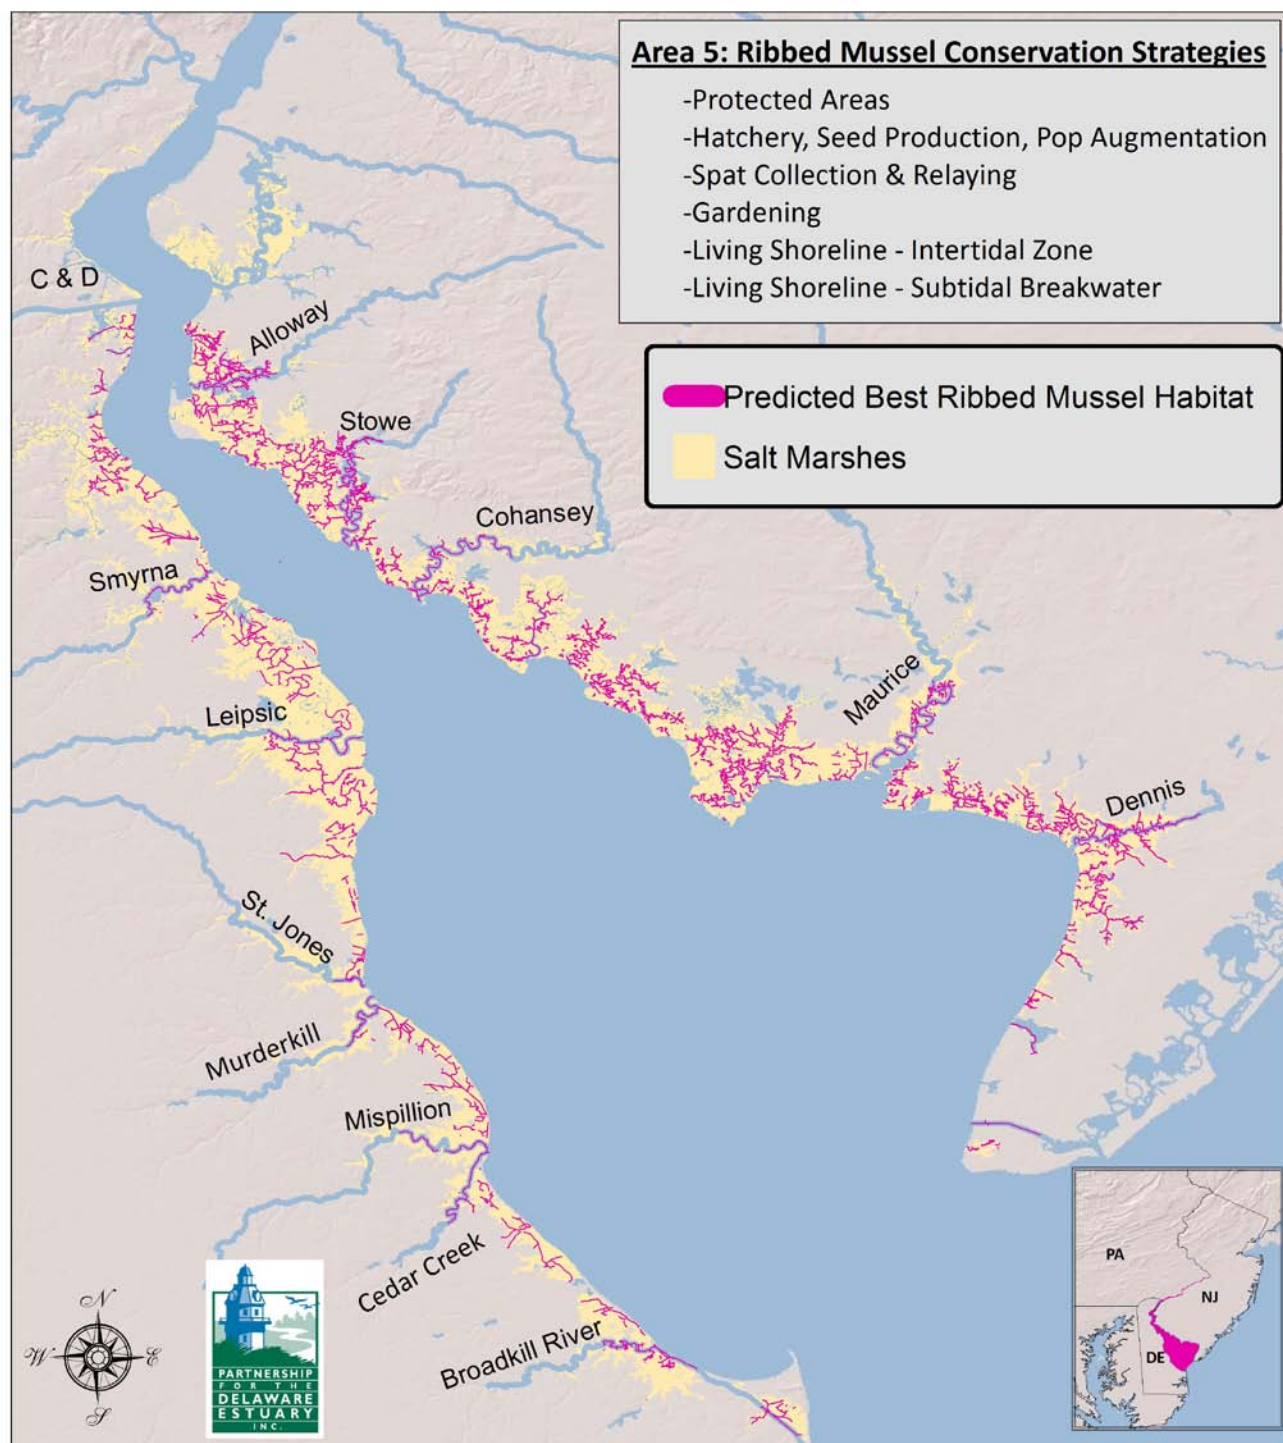 Area 5: Ribbed Mussel Conservation Strategies
-Protected Areas
-Hatchery, Seed Production, Pop Augmentation
-Spat Collection & Relaying
-Gardening
-Living Shoreline - Intertidal Zone
-Living Shoreline - Subtidal Breakwater
Predicted Best Ribbed Mussel Habitat
Salt Marshes
C & D
Alloway
Stowe
Cohansey
Smyrna
Maurice
Leipsic
Dennis
St. Jones
Murderkill
Mispillion
Cedar Creek
Broadkill River
N
W
E
S
PARTNERSHIP
FOR THE
DELAWARE
ESTUARY
INC.
PA
NJ
DE